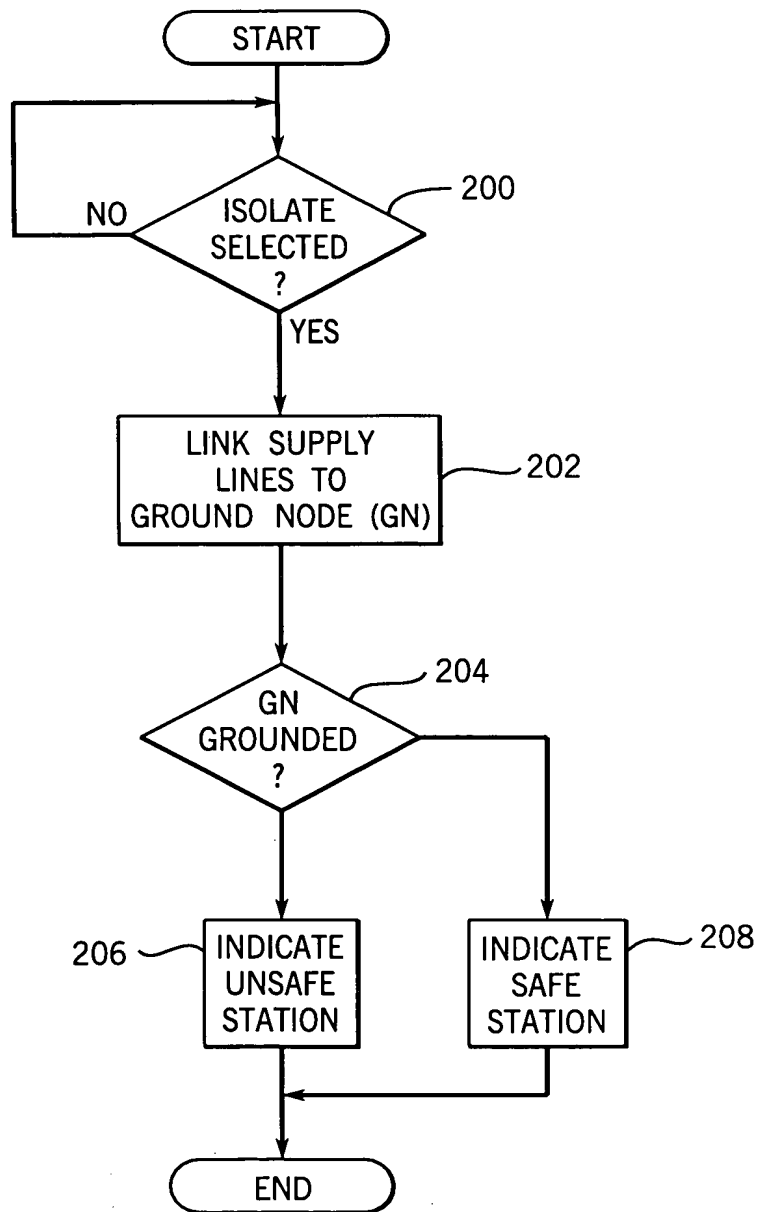 START
200
NO
ISOLATE
SELECTED
?
YES
LINK SUPPLY
LINES TO
GROUND NODE (GN)
202
204
GN
GROUNDED
?
206
INDICATE
UNSAFE
STATION
INDICATE
SAFE
STATION
208
END